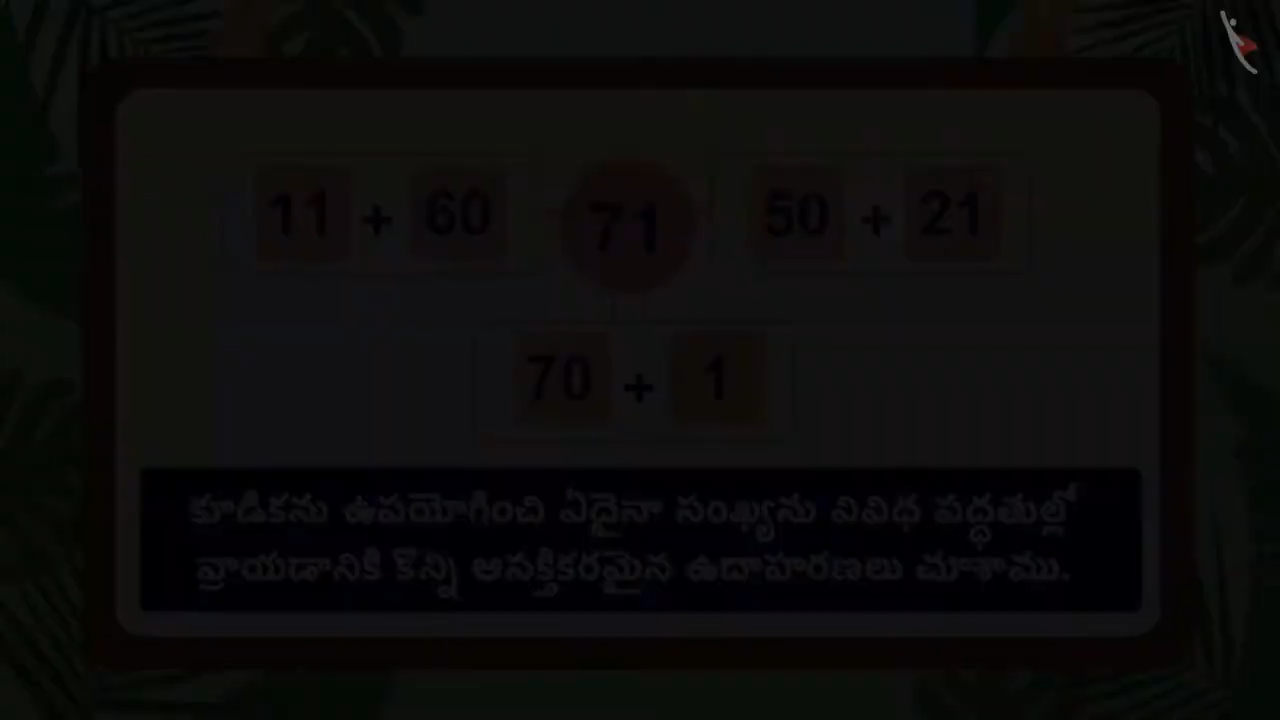 11 + 60 71 50 + 21
70 + 1
కూడికను ఉపయోగించి ఏదైనా సంఖ్యను వివిధ పద్ధతుల్లో
వ్రాయడానికి కొన్ని ఆసక్తికరమైన ఉదాహరణలు చూశాము.